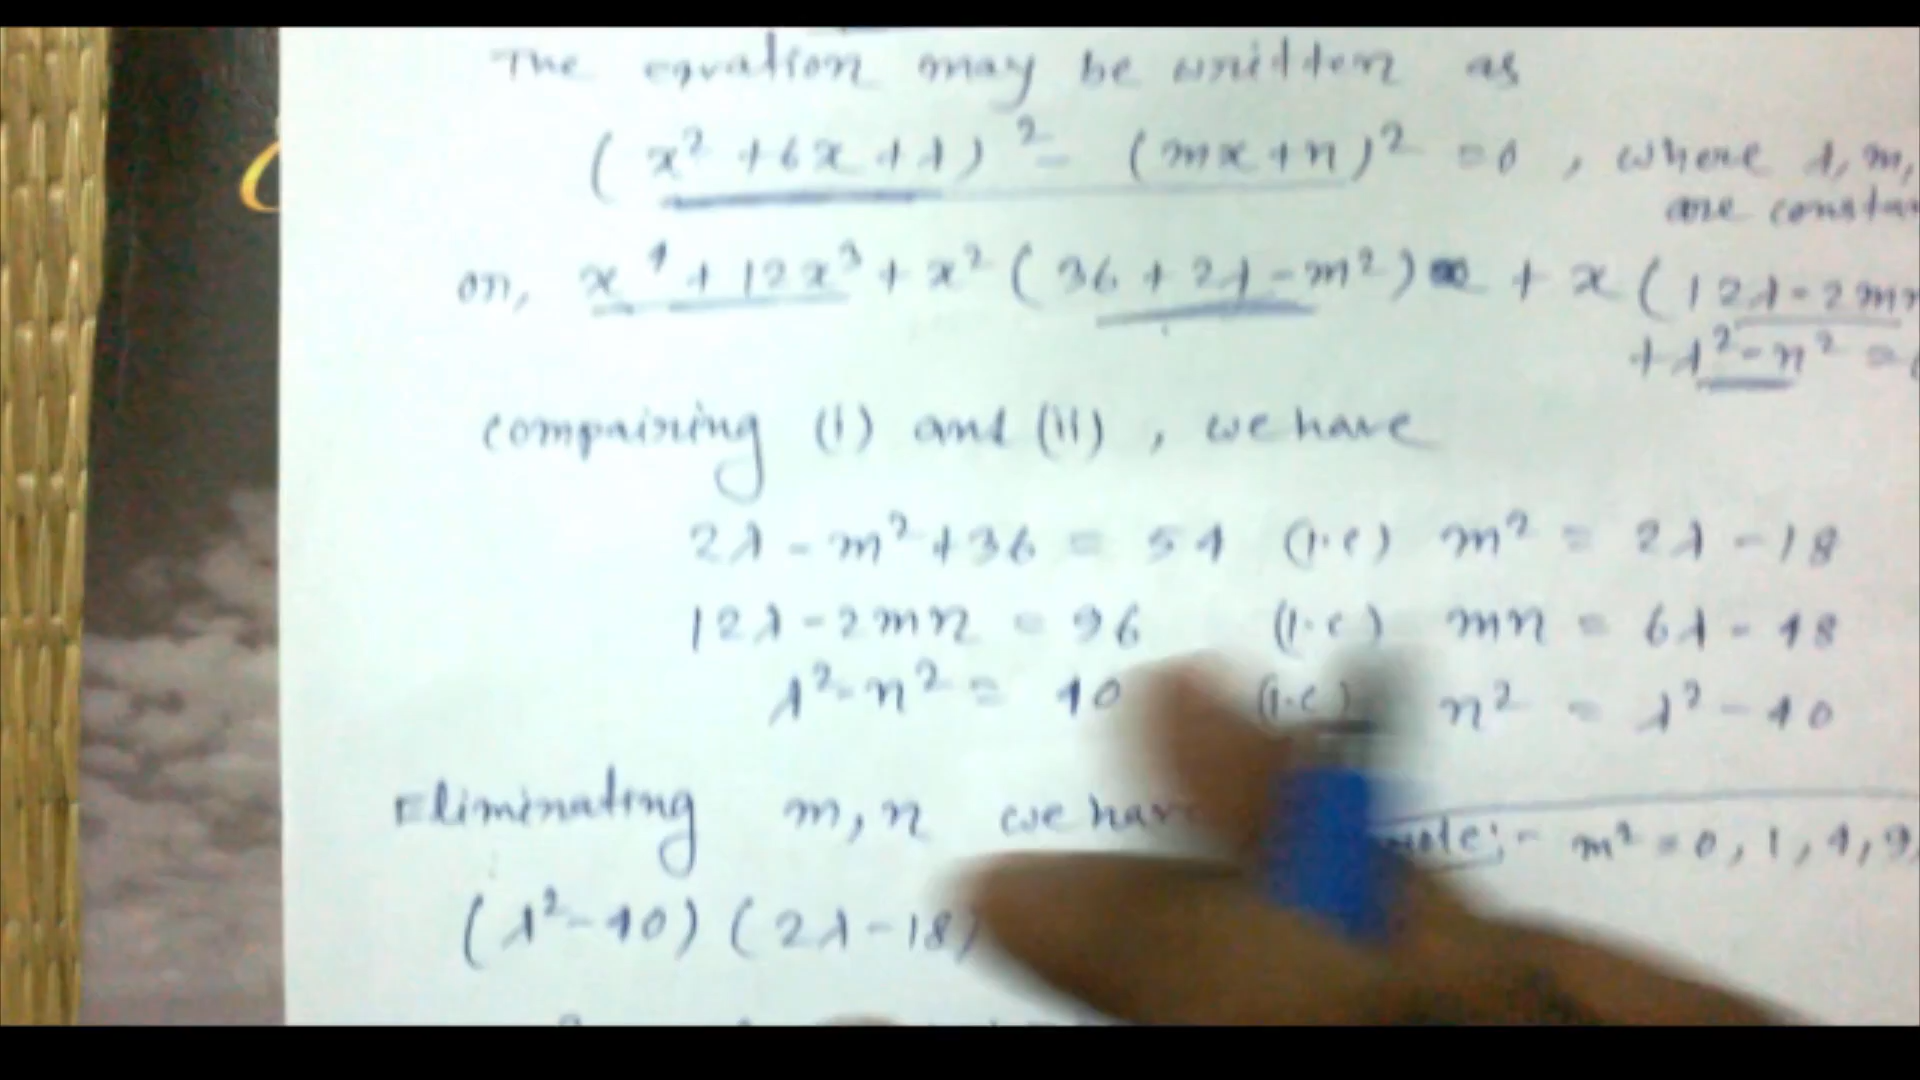 The equation may be written as
(x² + 6x + λ)² - (mx + n)² = 0 , where λ, m,
are
or, x⁴ + 12x³ + x² (36 + 2λ - m²) + x (12λ - 2mn
+ λ² - n² =
compairing (i) and (ii) , we have
2λ - m² + 36 = 54 (i.e) m² = 2λ - 18
12λ - 2mn = 96 (i.e) mn = 6λ - 48
λ² - n² = 40 (i.e) n² = λ² - 40
Eliminating m, n we have
note:- m² = 0, 1, 4, 9,
(λ² - 40) (2λ - 18)